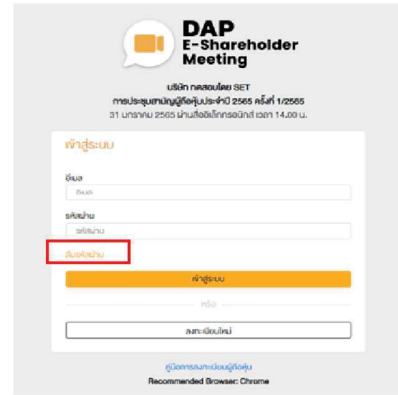 DAP
E-Shareholder
Meeting
บริษัท ทดสอบโดย SET
การประชุมสามัญผู้ถือหุ้นประจำปี 2565 ครั้งที่ 1/2565
31 มกราคม 2565 ผ่านสื่ออิเล็กทรอนิกส์ เวลา 14.00 น.
เข้าสู่ระบบ
อีเมล
อีเมล
รหัสผ่าน
รหัสผ่าน
ลืมรหัสผ่าน
เข้าสู่ระบบ
หรือ
ลงทะเบียนใหม่
คู่มือการลงทะเบียนผู้ถือหุ้น
Recommended Browser: Chrome